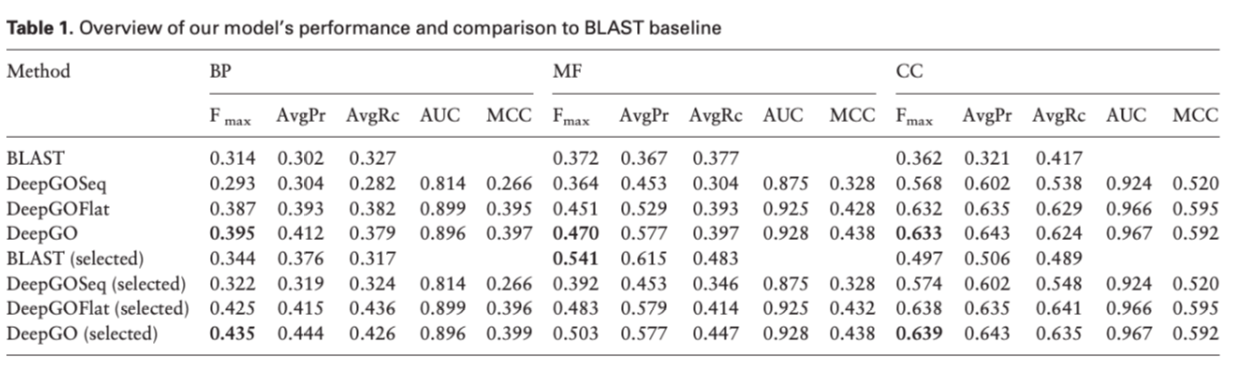 Table 1. Overview of our model's performance and comparison to BLAST baseline
Method BP MF CC
Fmax AvgPr AvgRc AUC MCC Fmax AvgPr AvgRc AUC MCC Fmax AvgPr AvgRc AUC MCC
BLAST 0.314 0.302 0.327 0.372 0.367 0.377 0.362 0.321 0.417
DeepGOSeq 0.293 0.304 0.282 0.814 0.266 0.364 0.453 0.304 0.875 0.328 0.568 0.602 0.538 0.924 0.520
DeepGOFlat 0.387 0.393 0.382 0.899 0.395 0.451 0.529 0.393 0.925 0.428 0.632 0.635 0.629 0.966 0.595
DeepGO 0.395 0.412 0.379 0.896 0.397 0.470 0.577 0.397 0.928 0.438 0.633 0.643 0.624 0.967 0.592
BLAST (selected) 0.344 0.376 0.317 0.541 0.615 0.483 0.497 0.506 0.489
DeepGOSeq (selected) 0.322 0.319 0.324 0.814 0.266 0.392 0.453 0.346 0.875 0.328 0.574 0.602 0.548 0.924 0.520
DeepGOFlat (selected) 0.425 0.415 0.436 0.899 0.396 0.483 0.579 0.414 0.925 0.432 0.638 0.635 0.641 0.966 0.595
DeepGO (selected) 0.435 0.444 0.426 0.896 0.399 0.503 0.577 0.447 0.928 0.438 0.639 0.643 0.635 0.967 0.592